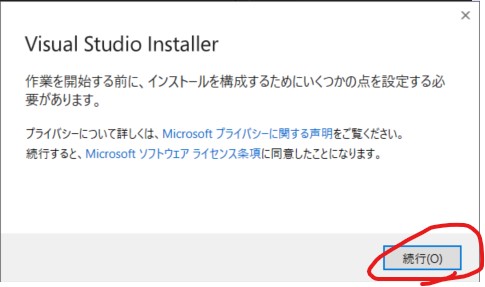 Visual Studio Installer
作業を開始する前に、インストールを構成するためにいくつかの点を設定する必
要があります。
プライバシーについて詳しくは、Microsoft プライバシーに関する声明をご覧ください。
続行すると、Microsoft ソフトウェア ライセンス条項に同意したことになります。
続行(O)